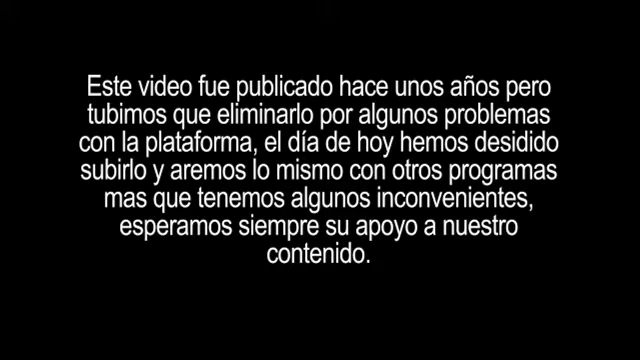 Este video fue publicado hace unos años pero
tubimos que eliminarlo por algunos problemas
con la plataforma, el día de hoy hemos desidido
subirlo y aremos lo mismo con otros programas
mas que tenemos algunos inconvenientes,
esperamos siempre su apoyo a nuestro
contenido.